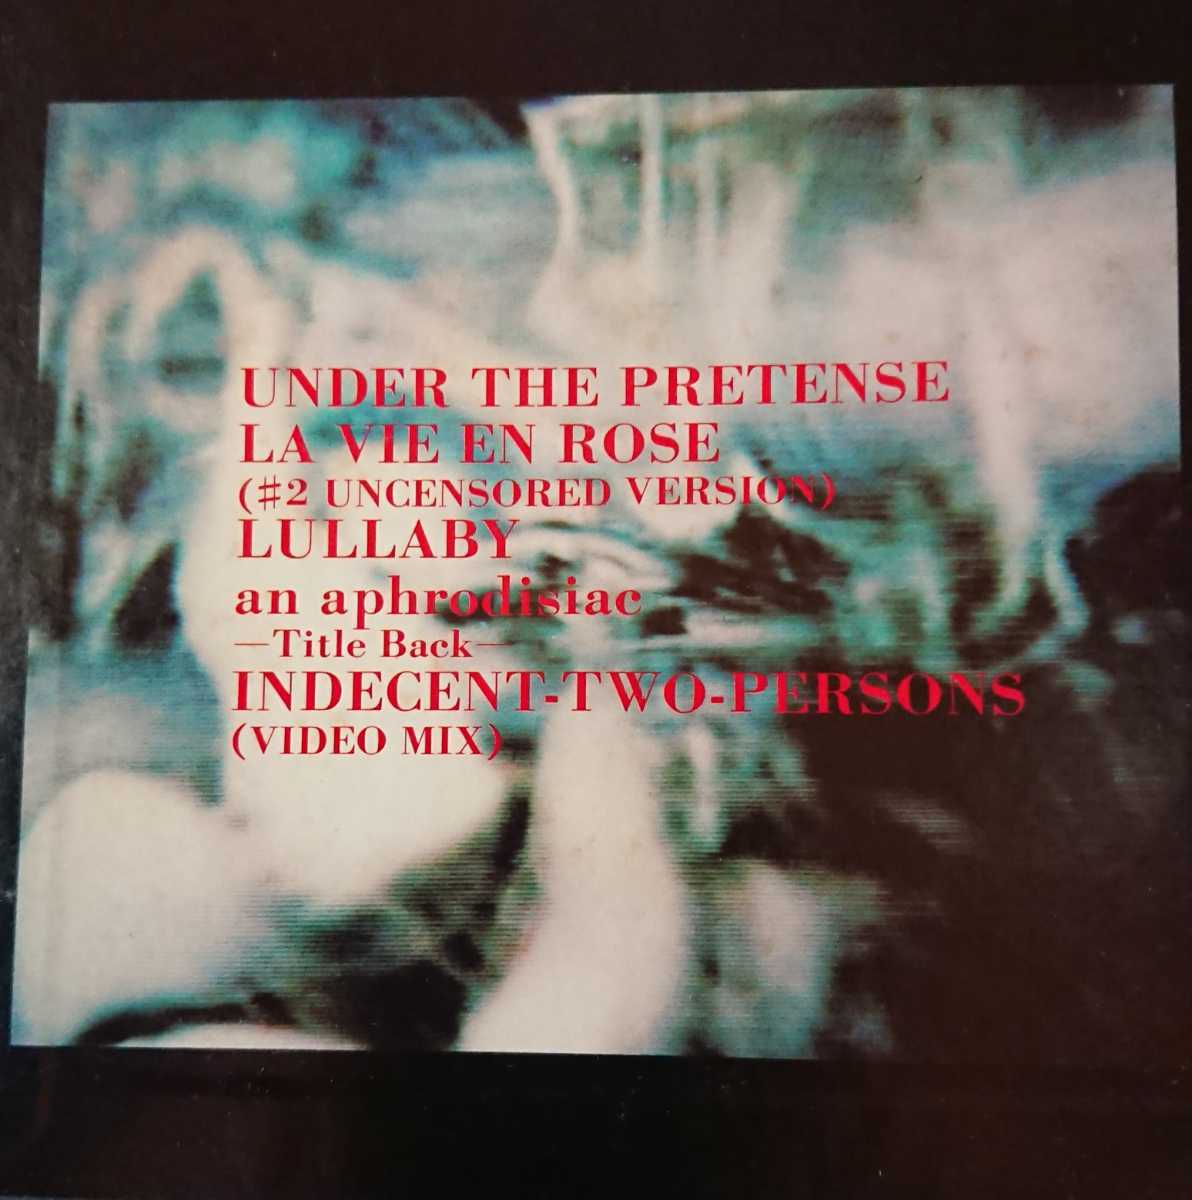 UNDER THE PRETENSE
LA VIE EN ROSE
(♯2 UNCENSORED VERSION)
LULLABY
an aphrodisiac
—Title Back—
INDECENT-TWO-PERSONS
(VIDEO MIX)